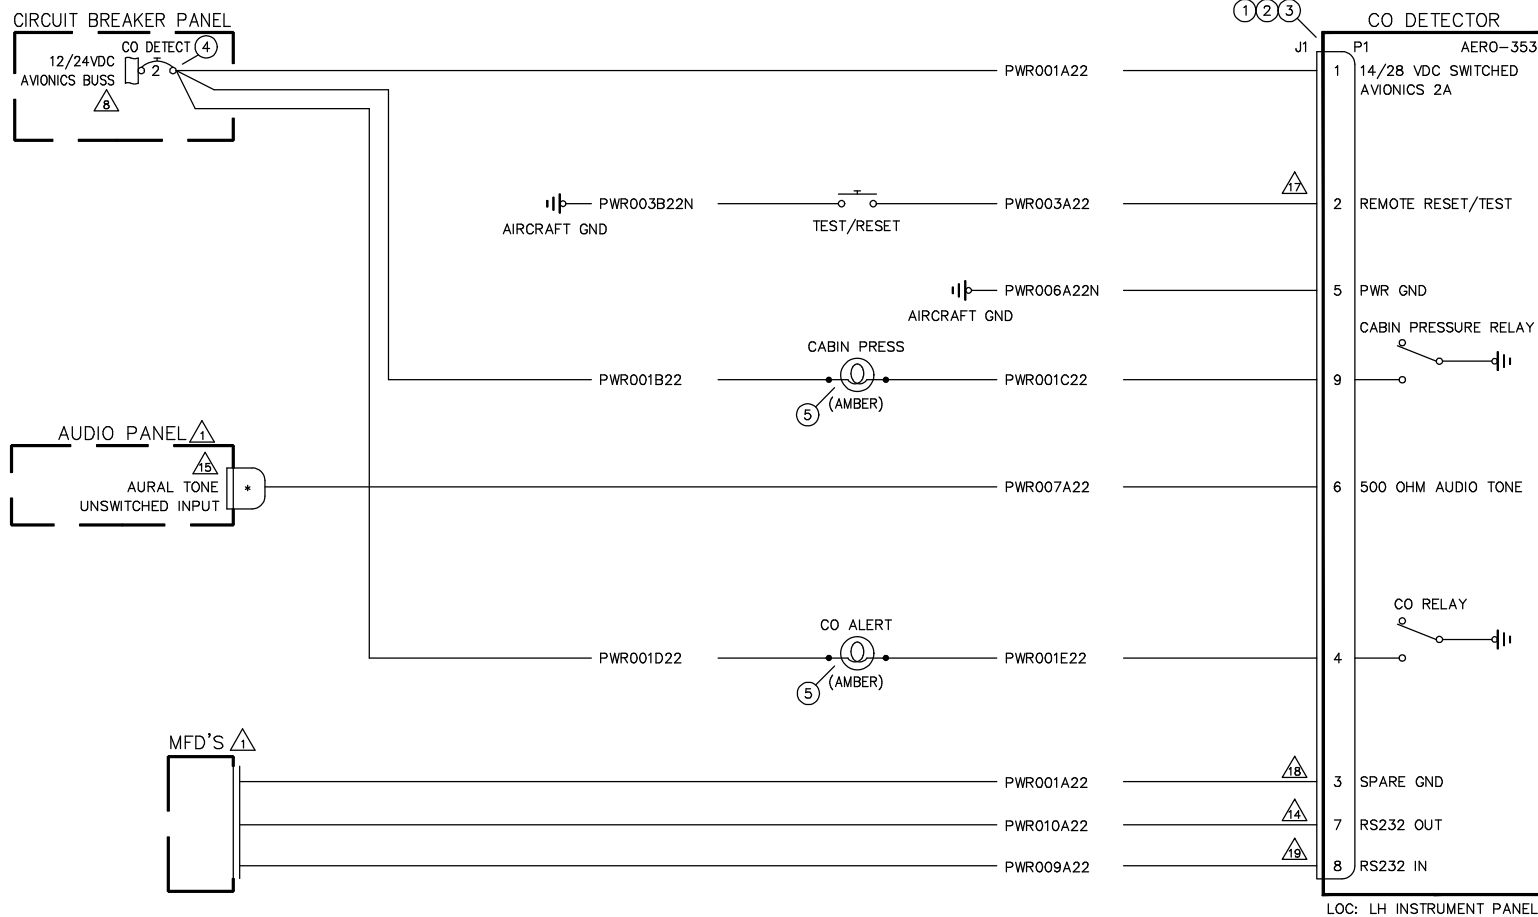 1 2 3
CIRCUIT BREAKER PANEL
CO DETECTOR
CO DETECT 4
J1 P1 AERO-353
12/24VDC
AVIONICS BUSS
2
8
PWR001A22
1 14/28 VDC SWITCHED
AVIONICS 2A
17
PWR003B22N
PWR003A22
2 REMOTE RESET/TEST
AIRCRAFT GND
TEST/RESET
PWR006A22N
5 PWR GND
AIRCRAFT GND
CABIN PRESSURE RELAY
CABIN PRESS
PWR001B22
PWR001C22
9
5 (AMBER)
AUDIO PANEL 1
15
AURAL TONE
UNSWITCHED INPUT
*
PWR007A22
6 500 OHM AUDIO TONE
CO RELAY
CO ALERT
PWR001D22
PWR001E22
4
5 (AMBER)
MFD'S 1
PWR001A22
18
3 SPARE GND
PWR010A22
14
7 RS232 OUT
PWR009A22
19
8 RS232 IN
LOC: LH INSTRUMENT PANEL